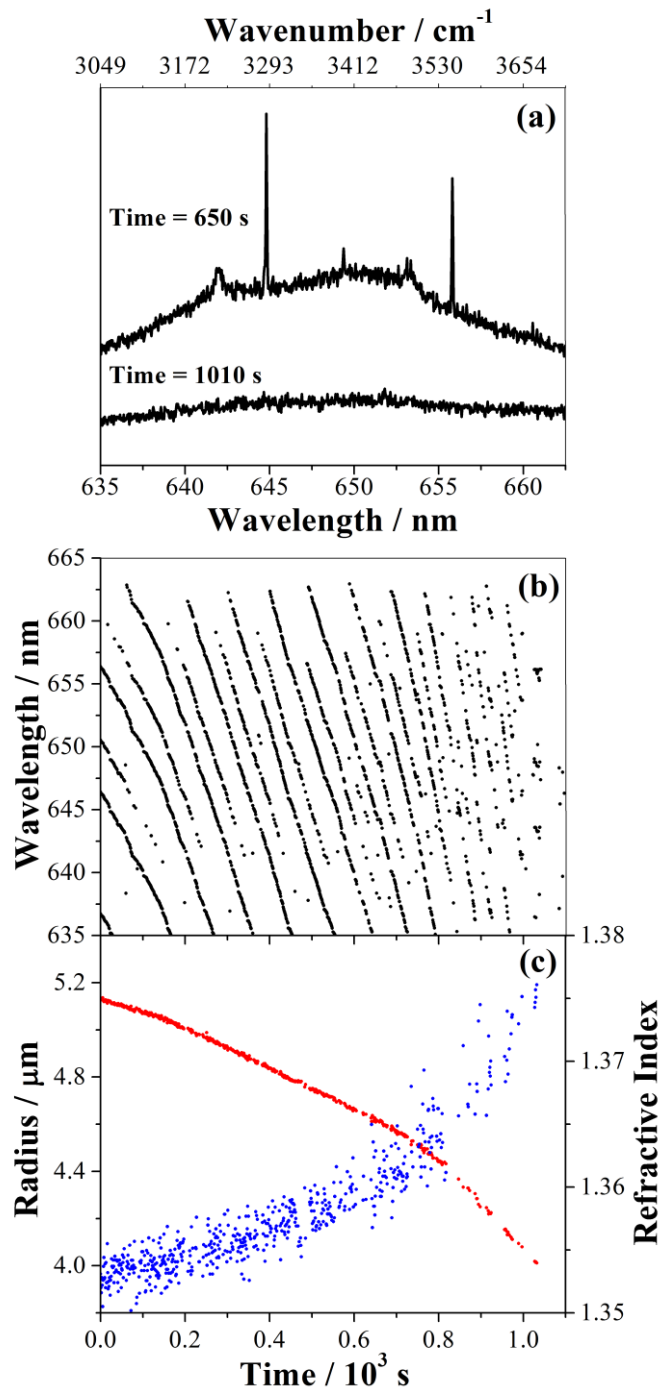 Wavenumber / cm⁻¹
3049 3172 3293 3412 3530 3654
(a)
Time = 650 s
Time = 1010 s
635 640 645 650 655 660
Wavelength / nm
(b)
Wavelength / nm
665
660
655
650
645
640
635
(c)
Radius / μm
5.2
4.8
4.4
4.0
1.38
1.37
1.36
1.35
Refractive Index
0.0 0.2 0.4 0.6 0.8 1.0
Time / 10³ s